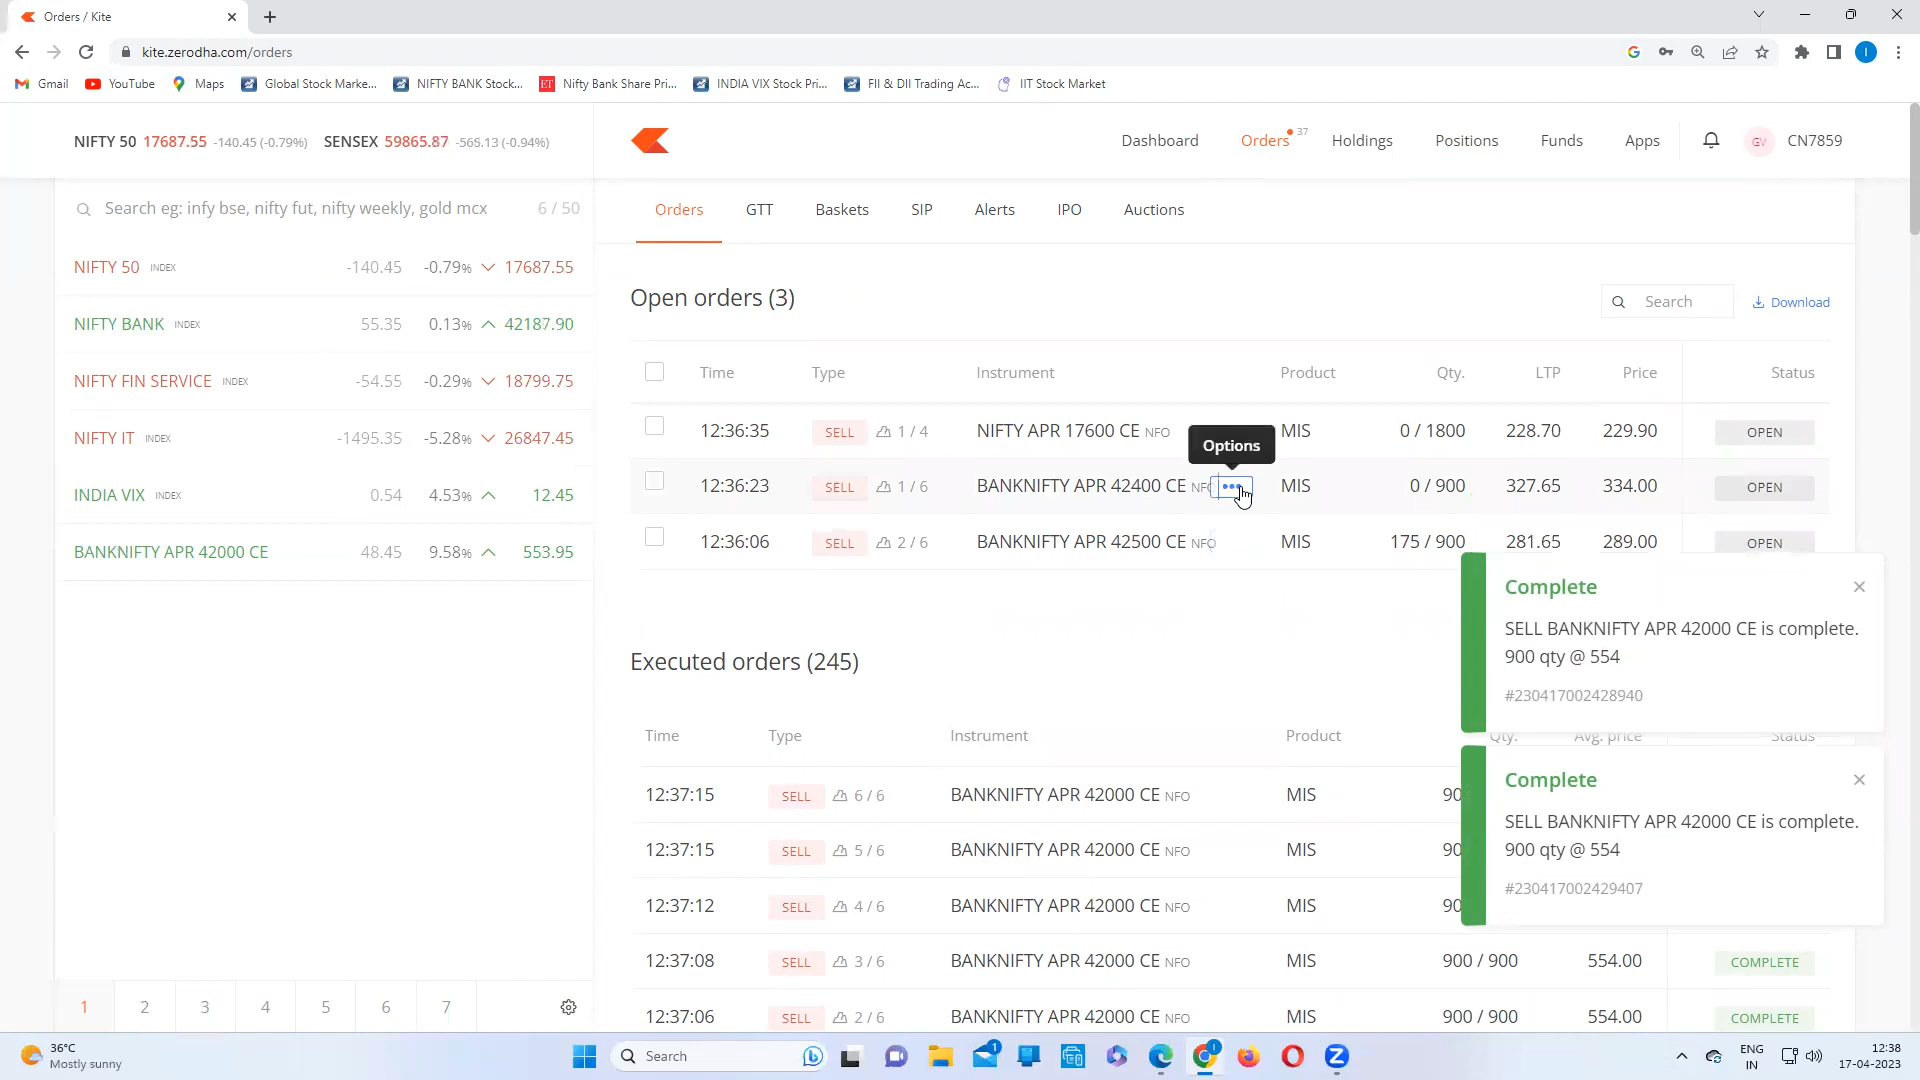 Orders / Kite
kite.zerodha.com/orders
Gmail YouTube Maps Global Stock Marke... NIFTY BANK Stock... ET Nifty Bank Share Pri... INDIA VIX Stock Pri... FII & DII Trading Ac... IIT Stock Market
NIFTY 50 17687.55 -140.45 (-0.79%) SENSEX 59865.87 -565.13 (-0.94%)
Dashboard Orders 37 Holdings Positions Funds Apps GV CN7859
Search eg: infy bse, nifty fut, nifty weekly, gold mcx 6 / 50
Orders GTT Baskets SIP Alerts IPO Auctions
NIFTY 50 INDEX -140.45 -0.79% 17687.55
NIFTY BANK INDEX 55.35 0.13% 42187.90
NIFTY FIN SERVICE INDEX -54.55 -0.29% 18799.75
NIFTY IT INDEX -1495.35 -5.28% 26847.45
INDIA VIX INDEX 0.54 4.53% 12.45
BANKNIFTY APR 42000 CE 48.45 9.58% 553.95
Open orders (3) Search Download
Time Type Instrument Product Qty. LTP Price Status
12:36:35 SELL 1 / 4 NIFTY APR 17600 CE NFO MIS 0 / 1800 228.70 229.90 OPEN
Options
12:36:23 SELL 1 / 6 BANKNIFTY APR 42400 CE MIS 0 / 900 327.65 334.00 OPEN
12:36:06 SELL 2 / 6 BANKNIFTY APR 42500 CE NFO MIS 175 / 900 281.65 289.00 OPEN
Complete
SELL BANKNIFTY APR 42000 CE is complete.
900 qty @ 554
#230417002428940
Executed orders (245)
Time Type Instrument Product Qty. Avg. price Status
Complete
SELL BANKNIFTY APR 42000 CE is complete.
900 qty @ 554
#230417002429407
12:37:15 SELL 6 / 6 BANKNIFTY APR 42000 CE NFO MIS 90
12:37:15 SELL 5 / 6 BANKNIFTY APR 42000 CE NFO MIS 90
12:37:12 SELL 4 / 6 BANKNIFTY APR 42000 CE NFO MIS 90
12:37:08 SELL 3 / 6 BANKNIFTY APR 42000 CE NFO MIS 900 / 900 554.00 COMPLETE
12:37:06 SELL 2 / 6 BANKNIFTY APR 42000 CE NFO MIS 900 / 900 554.00 COMPLETE
1 2 3 4 5 6 7
36°C
Mostly sunny
Search
1
ENG
IN
12:38
17-04-2023